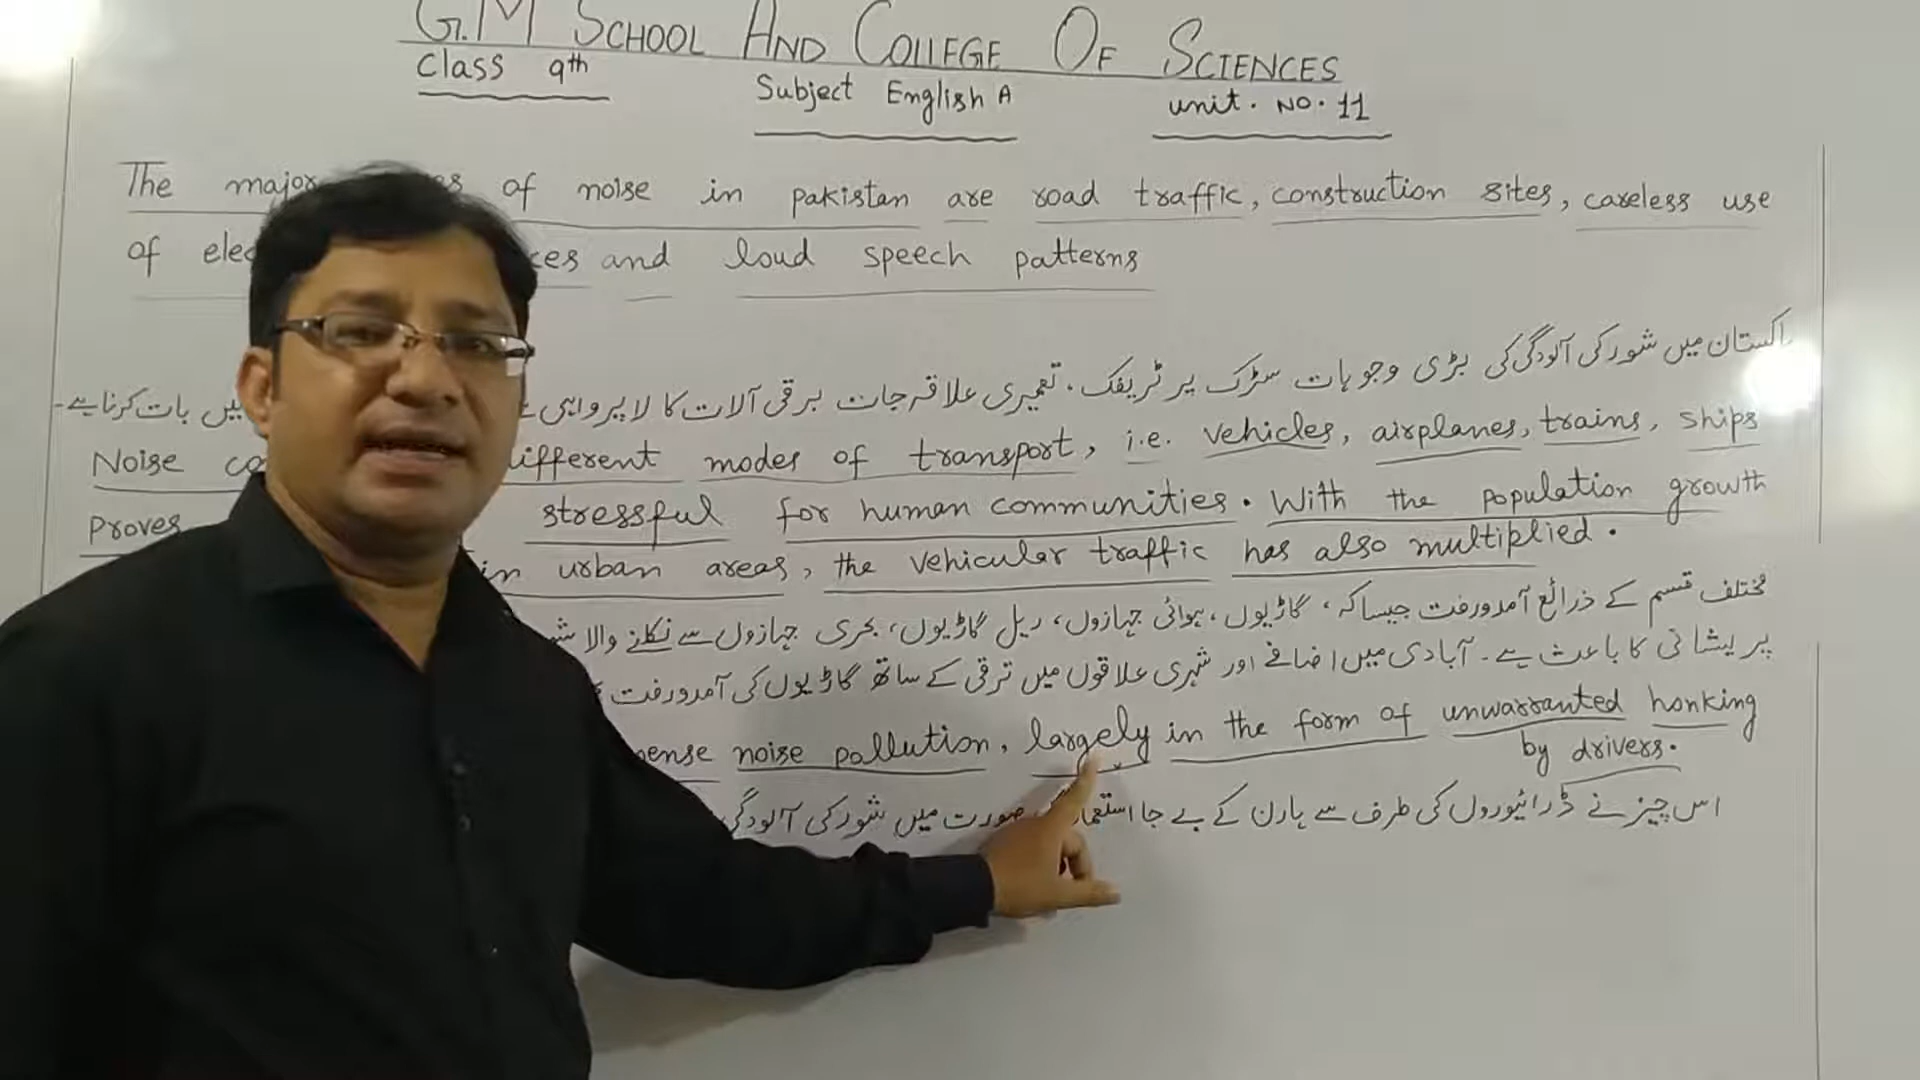 G.M SCHOOL AND COLLEGE OF SCIENCES
Class 9th Subject English A unit. NO. 11
The major of noise in pakistan are road traffic, construction sites, careless use
of and loud speech patterns
پاکستان میں شور کی آلودگی کی بڑی وجوہات سڑک پر ٹریفک، تعمیری علاقہ جات برقی آلات کا لاپرواہی میں بات کرنا ہے -
Noise different modes of transport, i.e. vehicles, airplanes, trains, ships
proves stressful for human communities. With the population growth
in urban areas, the vehicular traffic has also multiplied.
مختلف قسم کے ذرائع آمدورفت جیسا کہ، گاڑیوں، ہوائی جہازوں، ریل گاڑیوں، بحری جہازوں سے نکلنے والا
پریشانی کا باعث ہے - آبادی میں اضافے اور شہری علاقوں میں ترقی کے ساتھ گاڑیوں کی آمدورفت
noise pollution, largely in the form of unwarranted honking
by drivers.
اس چیز نے ڈرائیوروں کی طرف سے ہارن کے بے جا استعمال صورت میں شور کی آلودگی